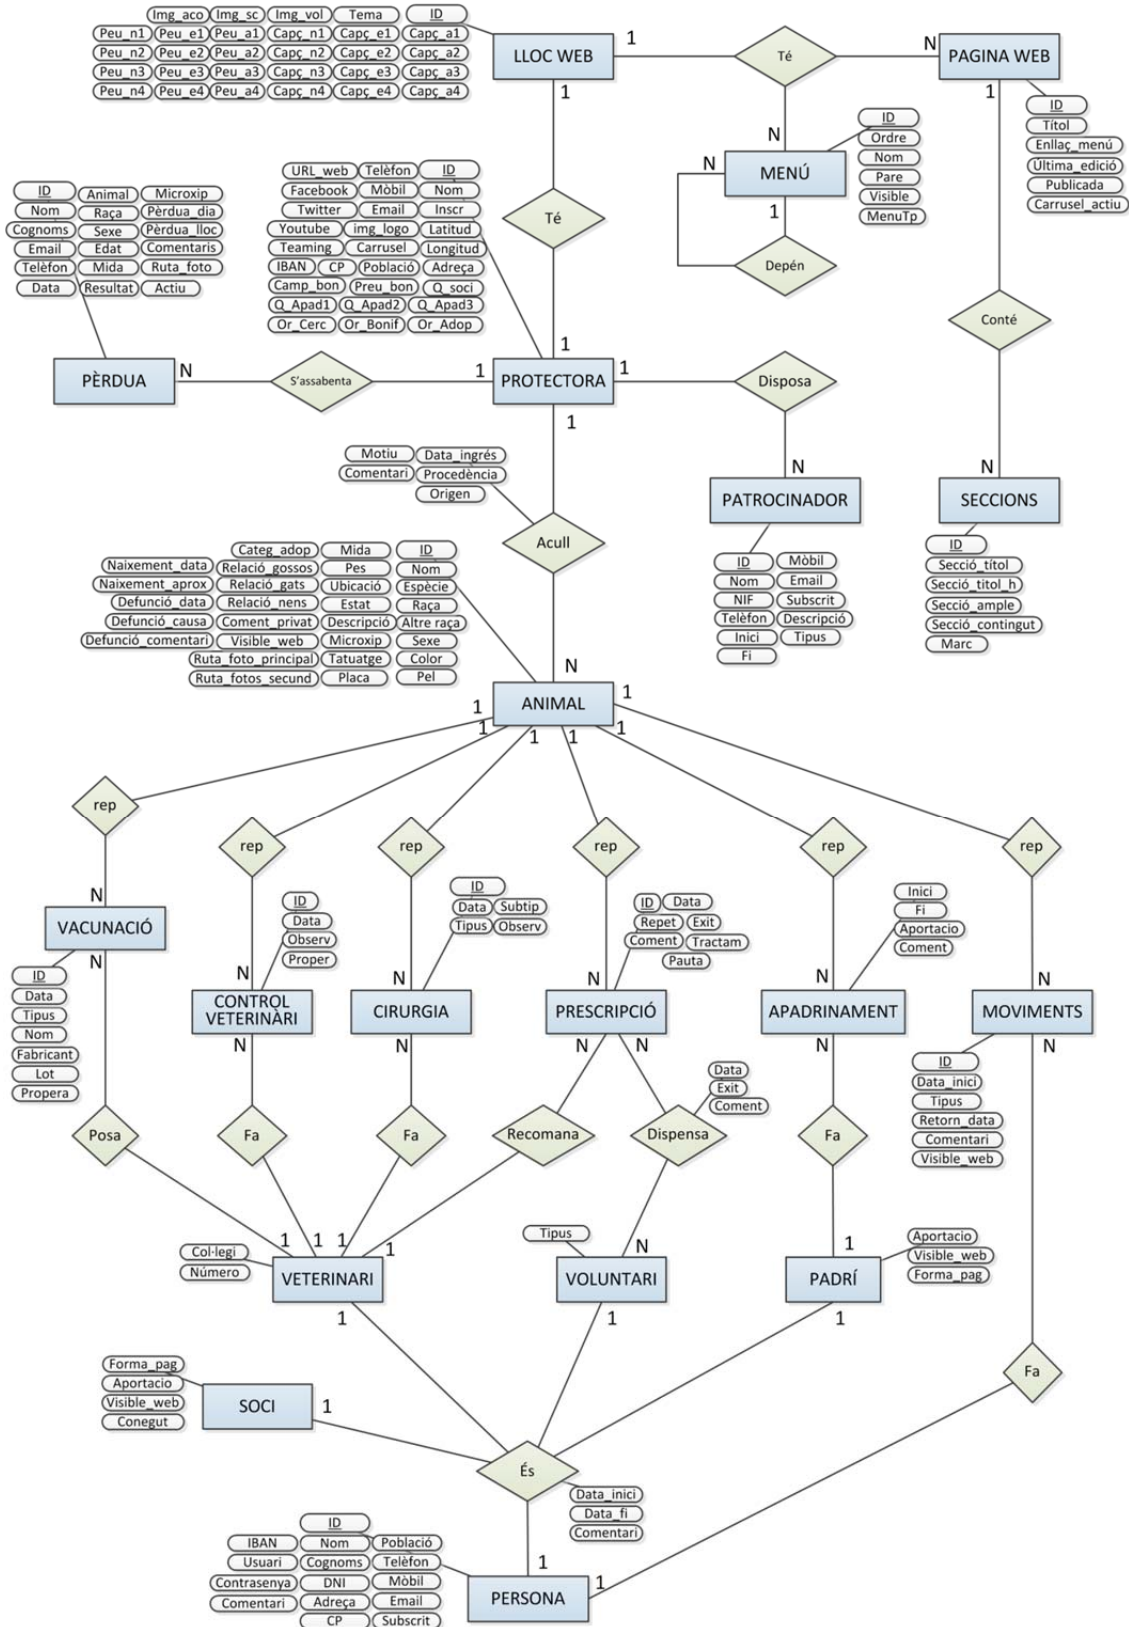 Img_aco Img_sc Img_vol Tema ID
Peu_n1 Peu_e1 Peu_a1 Capç_n1 Capç_e1 Capç_a1
Peu_n2 Peu_e2 Peu_a2 Capç_n2 Capç_e2 Capç_a2
Peu_n3 Peu_e3 Peu_a3 Capç_n3 Capç_e3 Capç_a3
Peu_n4 Peu_e4 Peu_a4 Capç_n4 Capç_e4 Capç_a4
LLOC WEB
1
Té
N
PAGINA WEB
1
N
1
ID
Títol
Enllaç_menú
Última_edició
Publicada
Carrusel_actiu
ID
Ordre
Nom
Pare
Visible
MenuTp
N
MENÚ
1
Depén
URL_web Telèfon ID
Facebook Mòbil Nom
Twitter Email Inscr
Youtube img_logo Latitud
Teaming Carrusel Longitud
IBAN CP Població Adreça
Camp_bon Preu_bon Q_soci
Q_Apad1 Q_Apad2 Q_Apad3
Or_Cerc Or_Bonif Or_Adop
Té
ID Animal Microxip
Nom Raça Pèrdua_dia
Cognoms Sexe Pèrdua_lloc
Email Edat Comentaris
Telèfon Mida Ruta_foto
Data Resultat Actiu
Conté
1
PÈRDUA
N
S'assabenta
1
PROTECTORA
1
Disposa
1
Motiu Data_ingrés
Comentari Procedència
Origen
N
PATROCINADOR
N
SECCIONS
Acull
ID Mòbil
Nom Email
NIF Subscrit
Telèfon Descripció
Inici Tipus
Fi
ID
Secció_títol
Secció_titol_h
Secció_ample
Secció_contingut
Marc
Categ_adop Mida ID
Naixement_data Relació_gossos Pes Nom
Naixement_aprox Relació_gats Ubicació Espècie
Defunció_data Relació_nens Estat Raça
Defunció_causa Coment_privat Descripció Altre raça
Defunció_comentari Visible_web Microxip Sexe
Ruta_foto_principal Tatuatge Color
Ruta_fotos_secund Placa Pel
N
ANIMAL
1
1
1
1
1
1
rep
rep
rep
rep
rep
rep
N
VACUNACIÓ
N
ID
Data
Tipus
Nom
Fabricant
Lot
Propera
ID
Data
Observ
Proper
N
CONTROL
VETERINÀRI
N
ID
Data Subtip
Tipus Observ
N
CIRURGIA
N
ID Data
Repet Exit
Coment Tractam
Pauta
N
PRESCRIPCIÓ
N
N
Inici
Fi
Aportacio
Coment
N
APADRINAMENT
N
N
MOVIMENTS
N
ID
Data_inici
Tipus
Retorn_data
Comentari
Visible_web
Data
Exit
Coment
Posa
Fa
Fa
Recomana
Dispensa
Fa
1
1
1
1
Col·legi
Número
VETERINARI
1
Tipus
N
VOLUNTARI
1
1
PADRÍ
1
Aportacio
Visible_web
Forma_pag
Fa
Forma_pag
Aportacio
Visible_web
Conegut
SOCI
1
És
Data_inici
Data_fi
Comentari
ID
IBAN Nom Població
Usuari Cognoms Telèfon
Contrasenya DNI Mòbil
Comentari Adreça Email
CP Subscrit
1
PERSONA
1